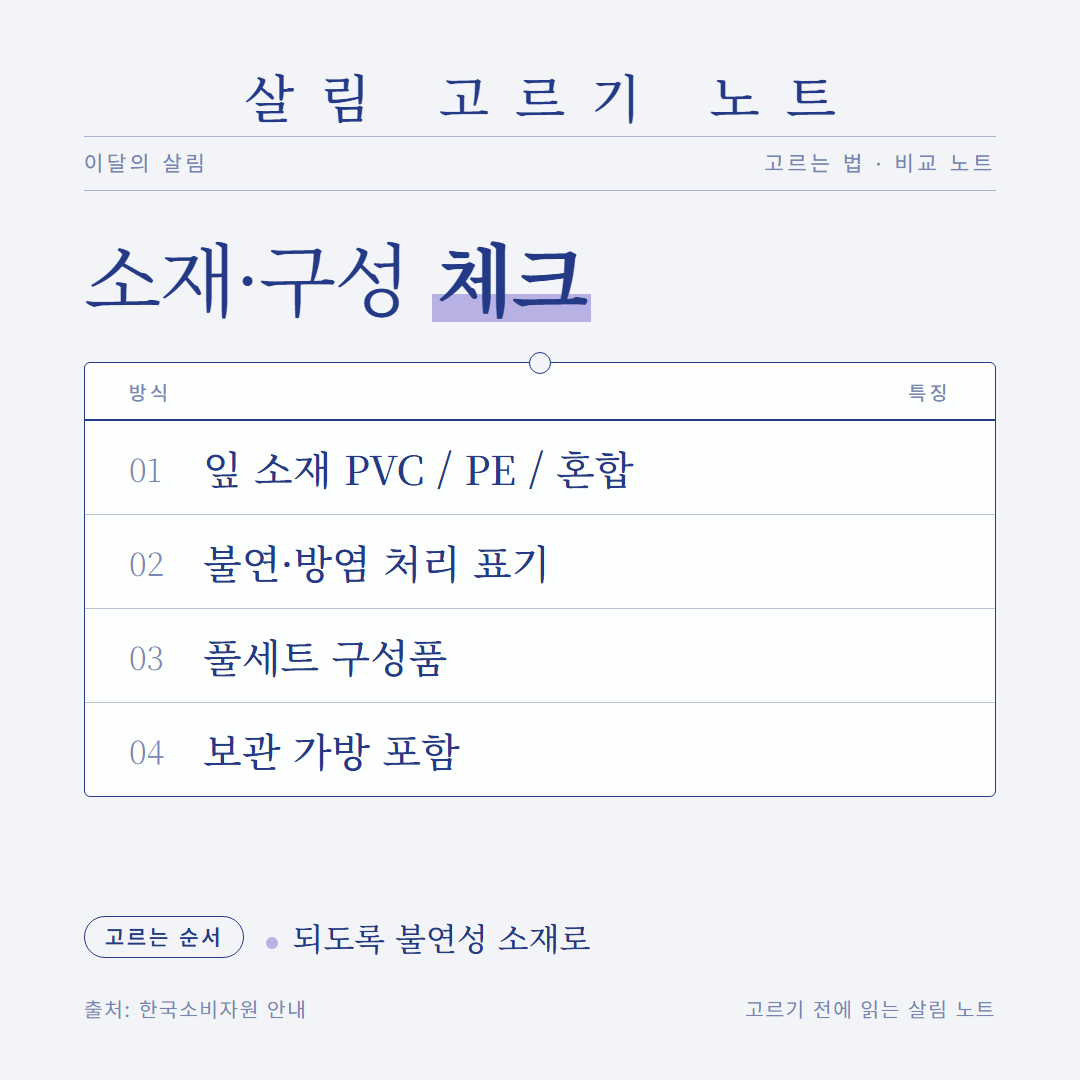 살림 고르기 노트
이달의 살림
고르는 법 · 비교 노트
소재·구성 체크
방식
특징
01 잎 소재 PVC / PE / 혼합
02 불연·방염 처리 표기
03 풀세트 구성품
04 보관 가방 포함
고르는 순서
되도록 불연성 소재로
출처: 한국소비자원 안내
고르기 전에 읽는 살림 노트